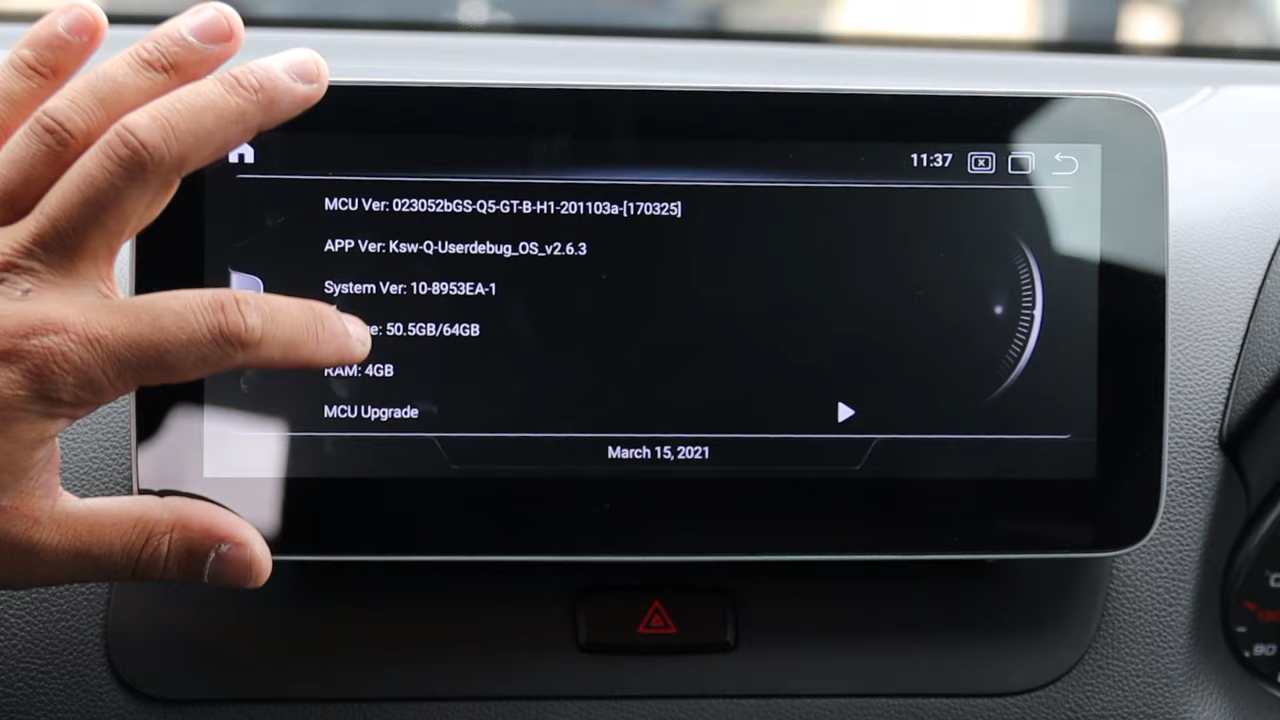 11:37
MCU Ver: 023052bGS-Q5-GT-B-H1-201103a-[170325]
APP Ver: Ksw-Q-Userdebug_OS_v2.6.3
System Ver: 10-8953EA-1
50.5GB/64GB
RAM: 4GB
MCU Upgrade
March 15, 2021
90